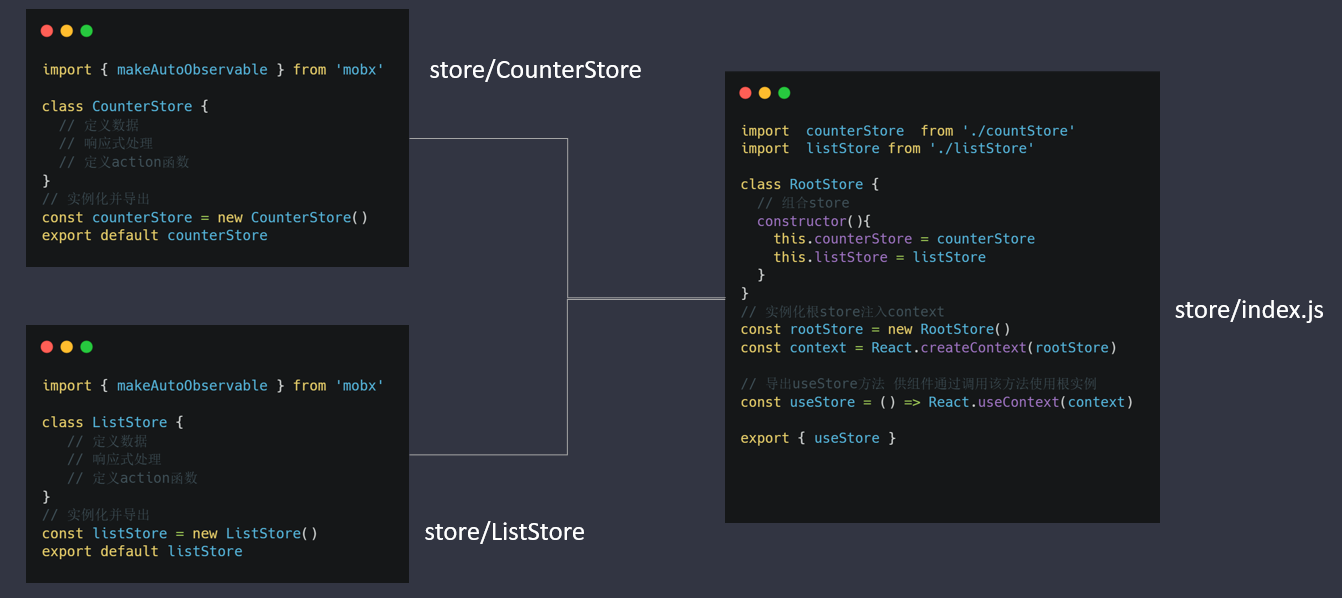 import { makeAutoObservable } from 'mobx'
class CounterStore {
// 定义数据
// 响应式处理
// 定义action函数
}
// 实例化并导出
const counterStore = new CounterStore()
export default counterStore
store/CounterStore
import { makeAutoObservable } from 'mobx'
class ListStore {
// 定义数据
// 响应式处理
// 定义action函数
}
// 实例化并导出
const listStore = new ListStore()
export default listStore
store/ListStore
import  counterStore  from './countStore'
import  listStore from './listStore'
class RootStore {
// 组合store
constructor(){
this.counterStore = counterStore
this.listStore = listStore
}
}
// 实例化根store注入context
const rootStore = new RootStore()
const context = React.createContext(rootStore)
// 导出useStore方法 供组件通过调用该方法使用根实例
const useStore = () => React.useContext(context)
export { useStore }
store/index.js